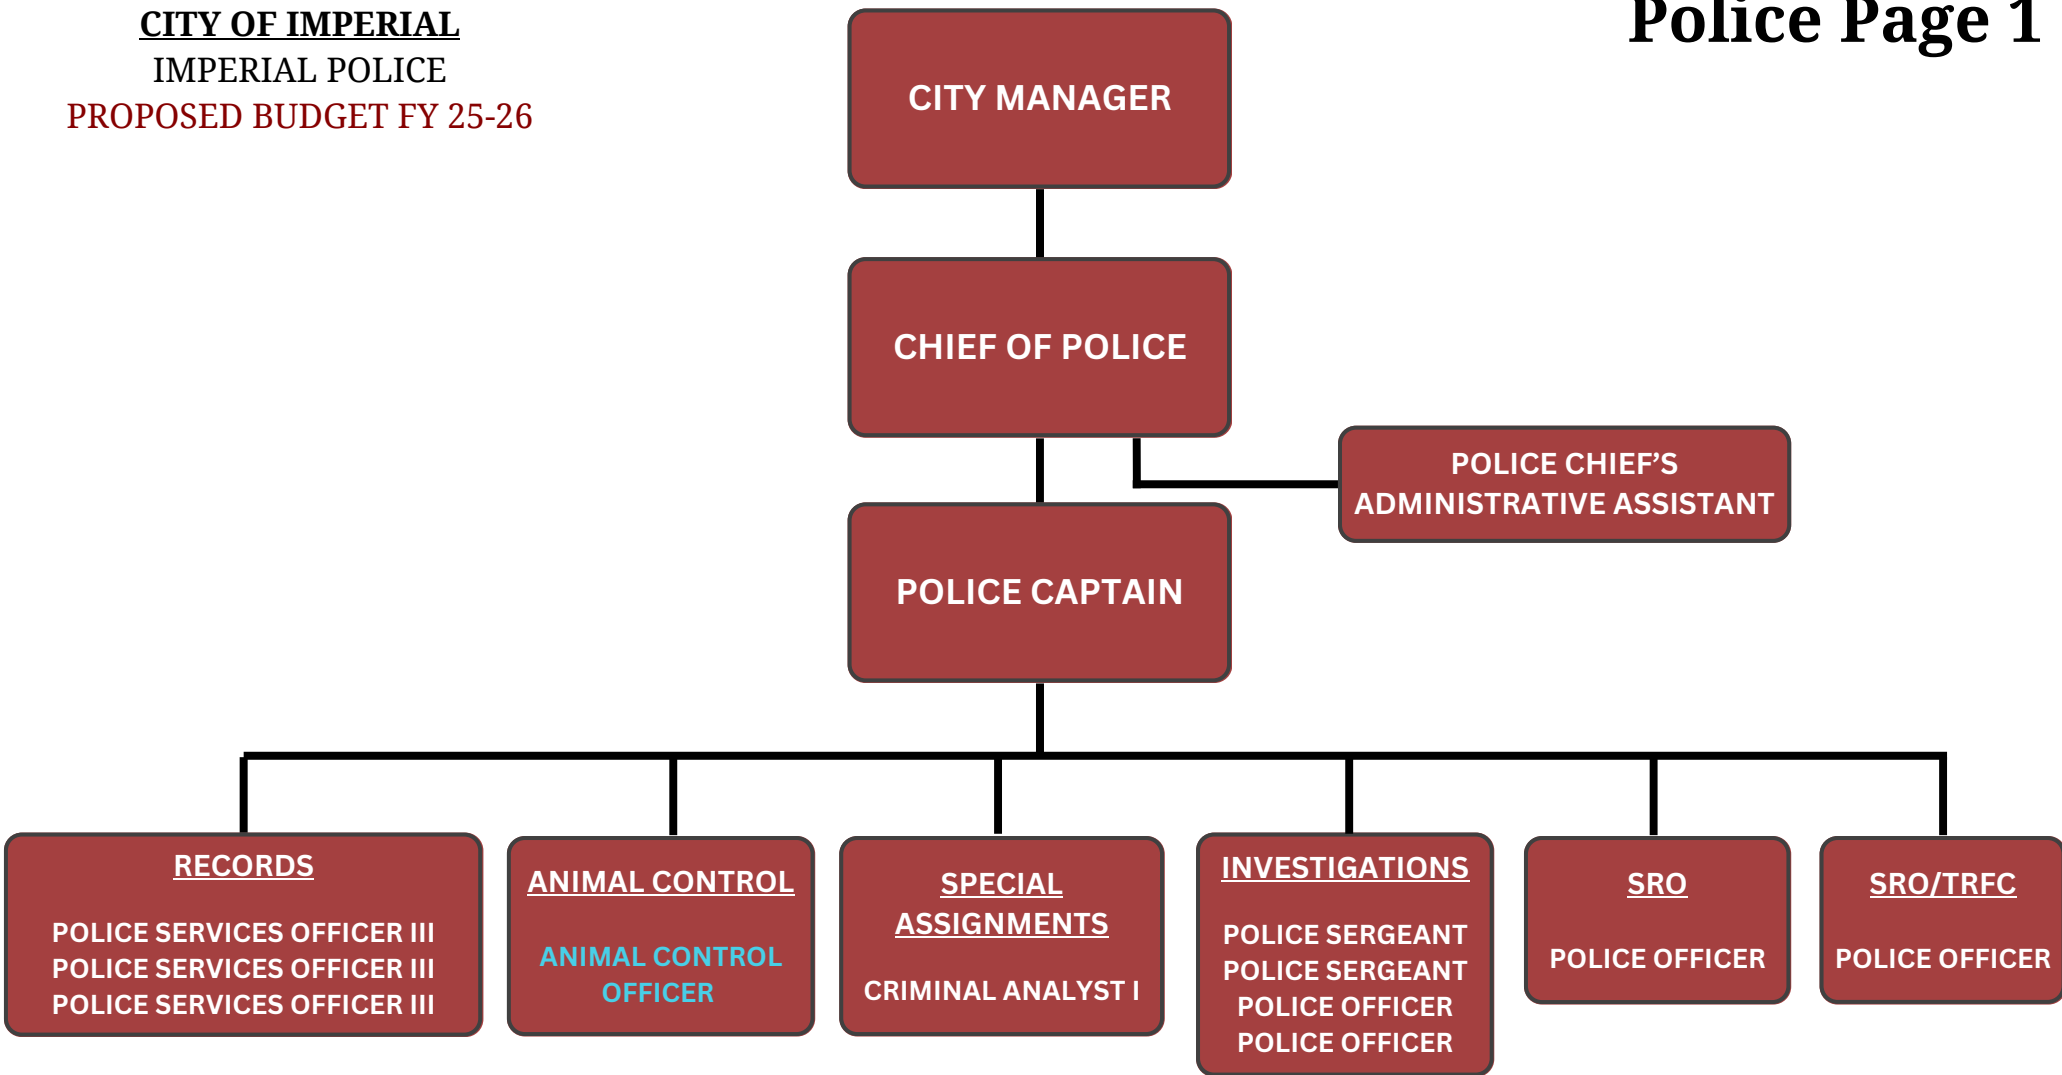 CITY OF IMPERIAL
IMPERIAL POLICE
PROPOSED BUDGET FY 25-26
Police Page 1
CITY MANAGER
CHIEF OF POLICE
POLICE CHIEF’S
ADMINISTRATIVE ASSISTANT
POLICE CAPTAIN
RECORDS
POLICE SERVICES OFFICER III
POLICE SERVICES OFFICER III
POLICE SERVICES OFFICER III
ANIMAL CONTROL
ANIMAL CONTROL
OFFICER
SPECIAL
ASSIGNMENTS
CRIMINAL ANALYST I
INVESTIGATIONS
POLICE SERGEANT
POLICE SERGEANT
POLICE OFFICER
POLICE OFFICER
SRO
POLICE OFFICER
SRO/TRFC
POLICE OFFICER